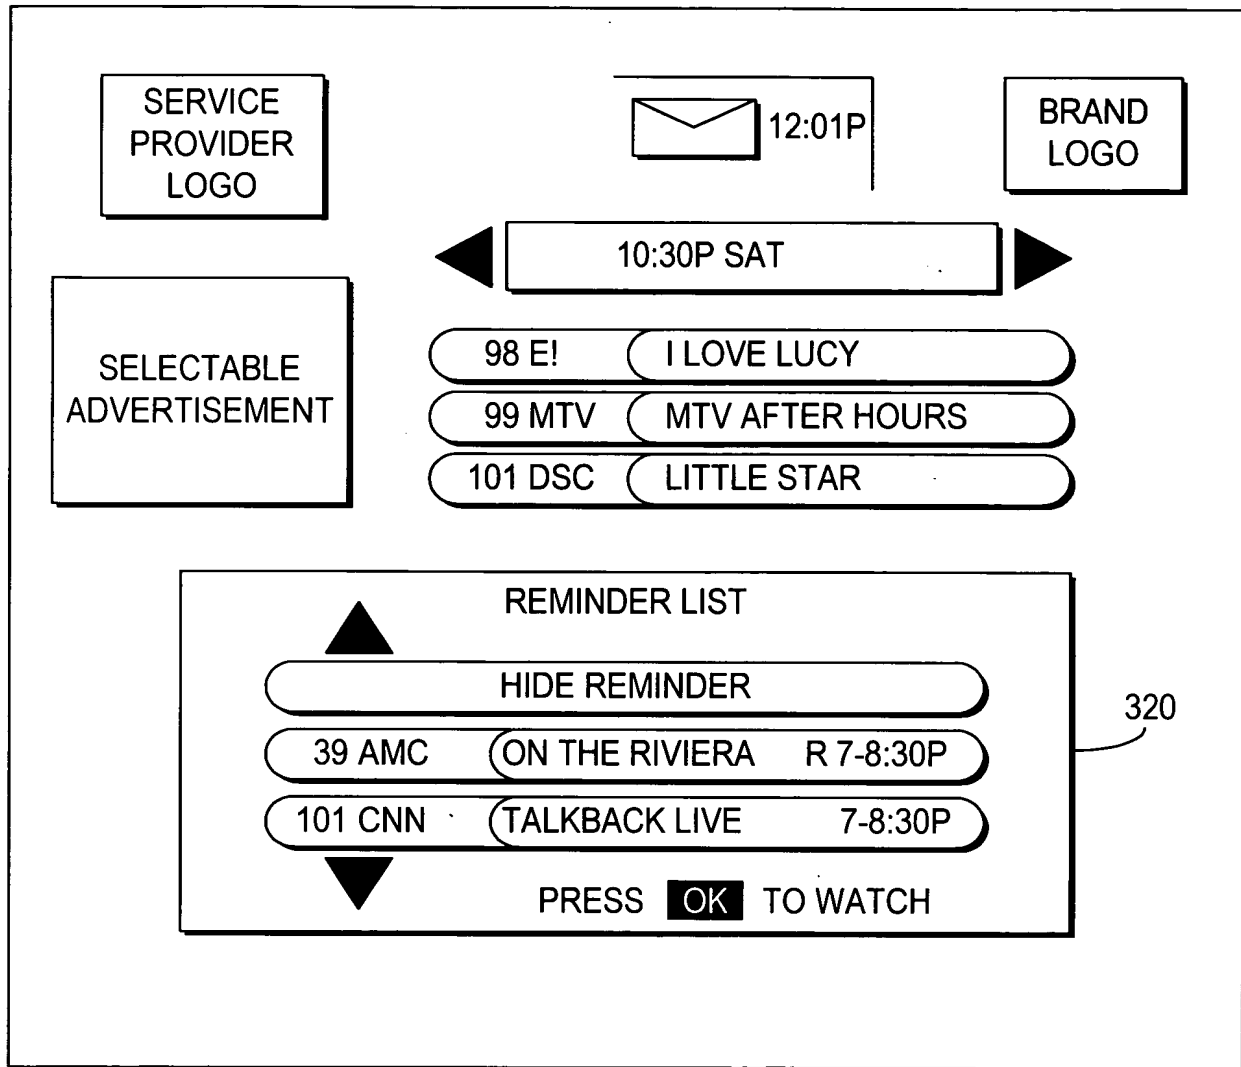 SERVICE
PROVIDER
LOGO
12:01P
BRAND
LOGO
10:30P SAT
SELECTABLE
ADVERTISEMENT
98 E! I LOVE LUCY
99 MTV MTV AFTER HOURS
101 DSC LITTLE STAR
REMINDER LIST
HIDE REMINDER
39 AMC ON THE RIVIERA R 7-8:30P
101 CNN TALKBACK LIVE 7-8:30P
PRESS OK TO WATCH
320